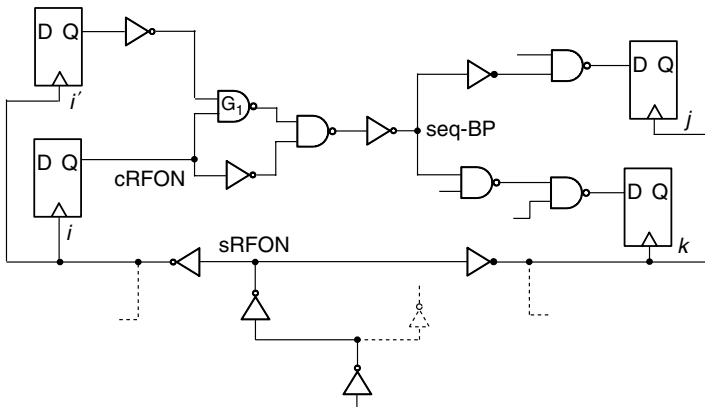 D Q
i′
G₁
D Q
cRFON
i
seq-BP
D Q
j
D Q
k
sRFON